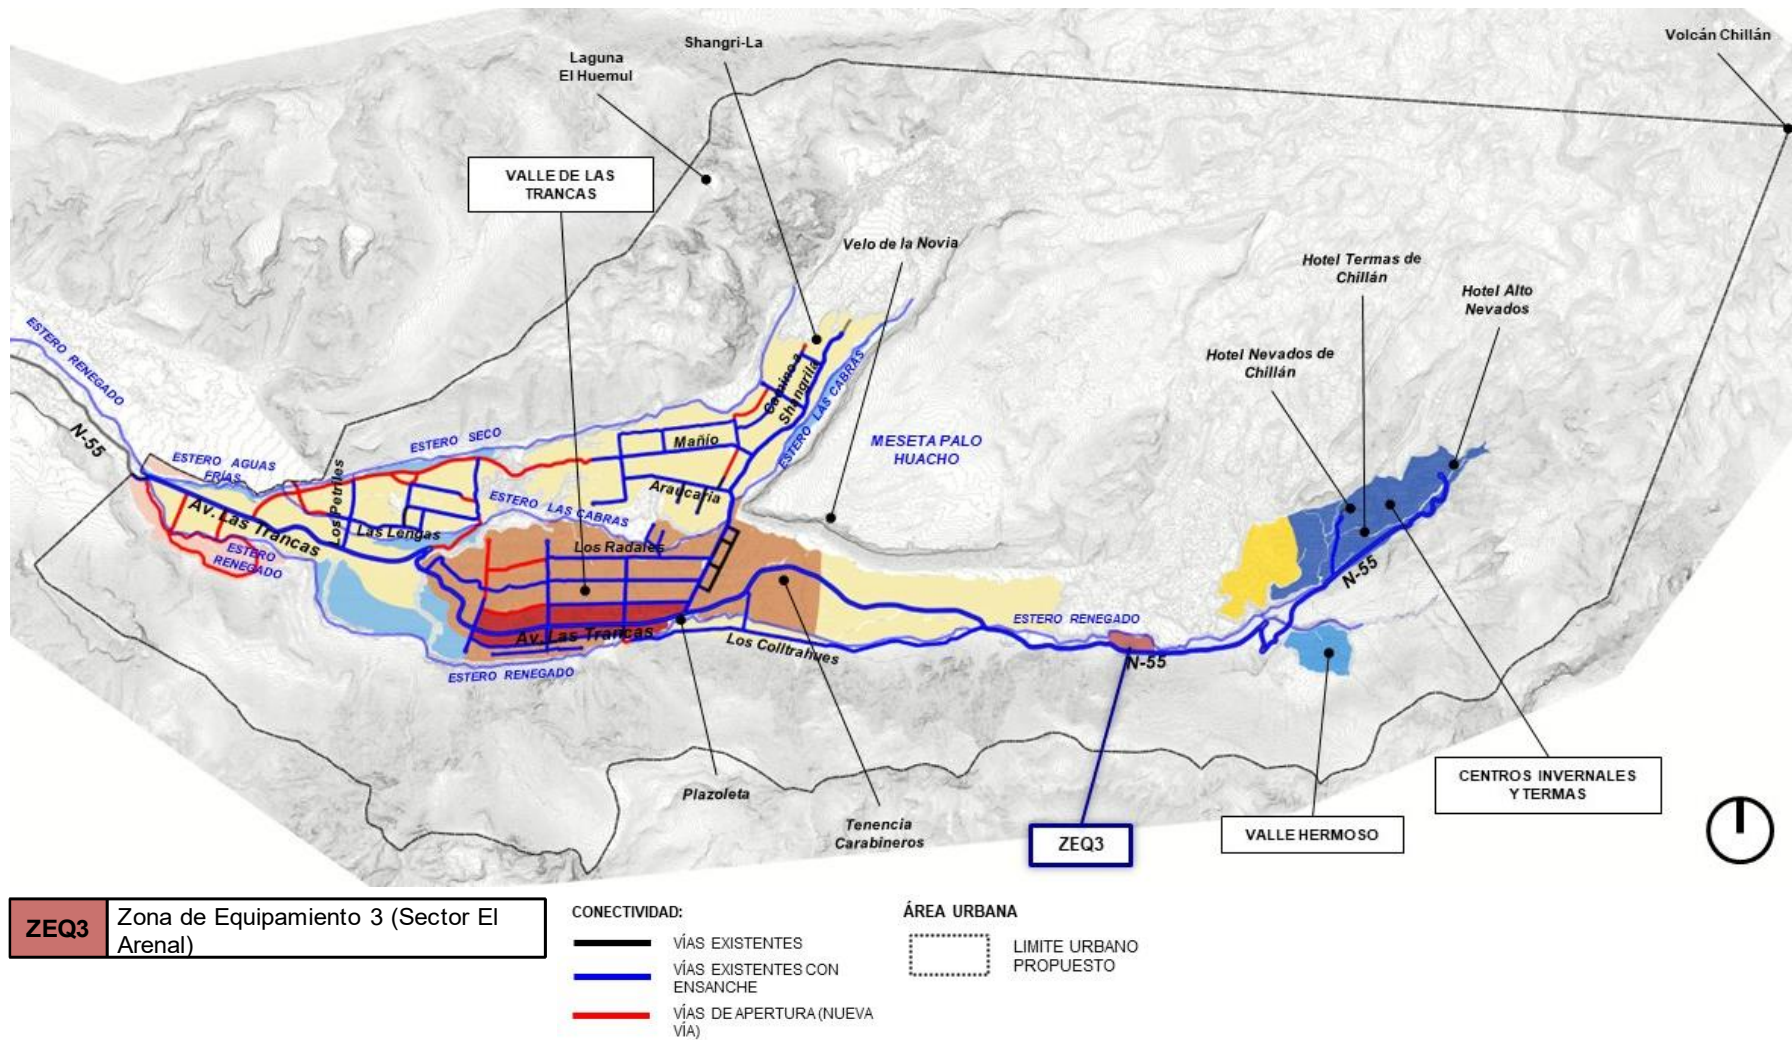 Shangri-La
Volcán Chillán
Laguna
El Huemul
VALLE DE LAS
TRANCAS
Velo de la Novia
Hotel Termas de
Chillán
Hotel Alto
Nevados
Hotel Nevados de
Chillán
ESTERO RENEGADO
N-55
ESTERO AGUAS
FRÍAS
ESTERO SECO
Camino a
Shangrila
ESTERO LAS CABRAS
Mañío
MESETA PALO
HUACHO
Los Petriles
Araucaria
ESTERO LAS CABRAS
Av. Las Trancas
Las Lengas
Los Radales
ESTERO
RENEGADO
N-55
ESTERO RENEGADO
Av. Las Trancas
Los Colltrahues
N-55
ESTERO RENEGADO
Plazoleta
Tenencia
Carabineros
ZEQ3
VALLE HERMOSO
CENTROS INVERNALES
Y TERMAS
ZEQ3
Zona de Equipamiento 3 (Sector El
Arenal)
CONECTIVIDAD:
VÍAS EXISTENTES
VÍAS EXISTENTES CON
ENSANCHE
VÍAS DE APERTURA (NUEVA
VÍA)
ÁREA URBANA
LIMITE URBANO
PROPUESTO